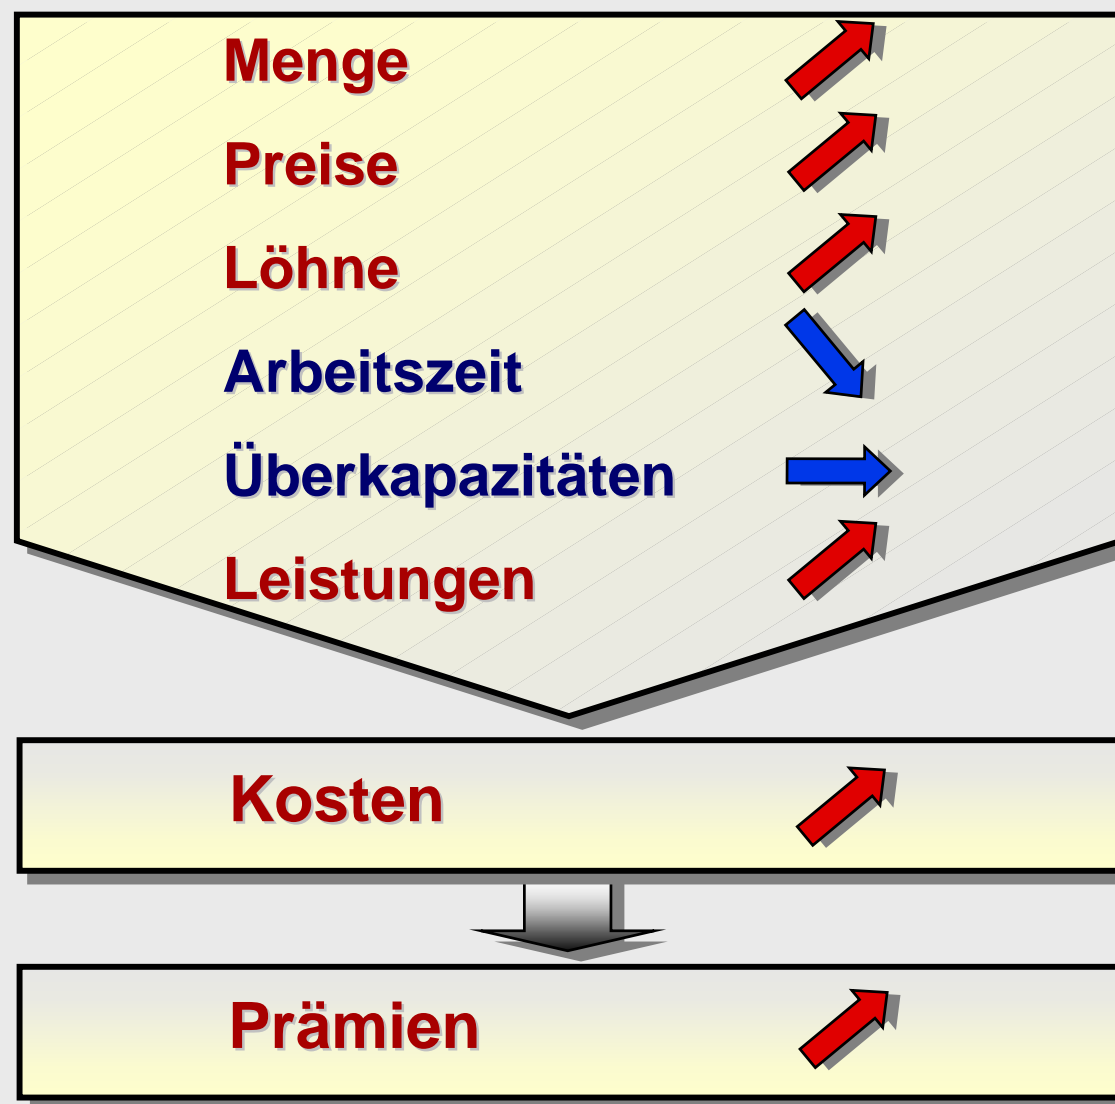 Menge
Preise
Löhne
Arbeitszeit
Überkapazitäten
Leistungen
Kosten
Prämien